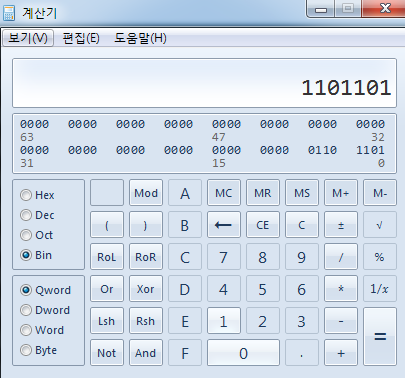 계산기
보기(V) 편집(E) 도움말(H)
1101101
0000 0000 0000 0000 0000 0000 0000 0000
63 47 32
0000 0000 0000 0000 0000 0000 0110 1101
31 15 0
Hex Mod A MC MR MS M+ M-
Dec ( ) B ← CE C ± √
Oct RoL RoR C 7 8 9 / %
Bin
Qword Or Xor D 4 5 6 * 1/x
Dword Lsh Rsh E 1 2 3 - =
Word
Byte Not And F 0 . +